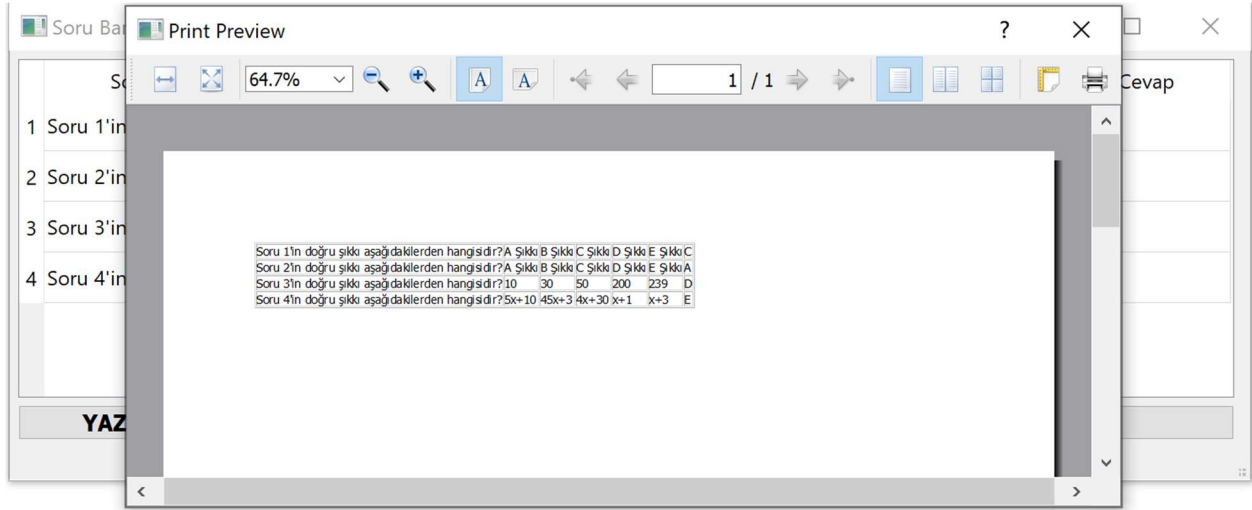 Soru Bar
Print Preview
?
64.7%
A
A
1 / 1
So
Cevap
1 Soru 1'in
2 Soru 2'in
3 Soru 3'in
4 Soru 4'in
Soru 1'in doğru şıkkı aşağıdakilerden hangisidir? A Şıkkı B Şıkkı C Şıkkı D Şıkkı E Şıkkı C
Soru 2'in doğru şıkkı aşağıdakilerden hangisidir? A Şıkkı B Şıkkı C Şıkkı D Şıkkı E Şıkkı A
Soru 3'in doğru şıkkı aşağıdakilerden hangisidir? 10 30 50 200 239 D
Soru 4'in doğru şıkkı aşağıdakilerden hangisidir? 5x+10 45x+3 4x+30 x+1 x+3 E
YAZ